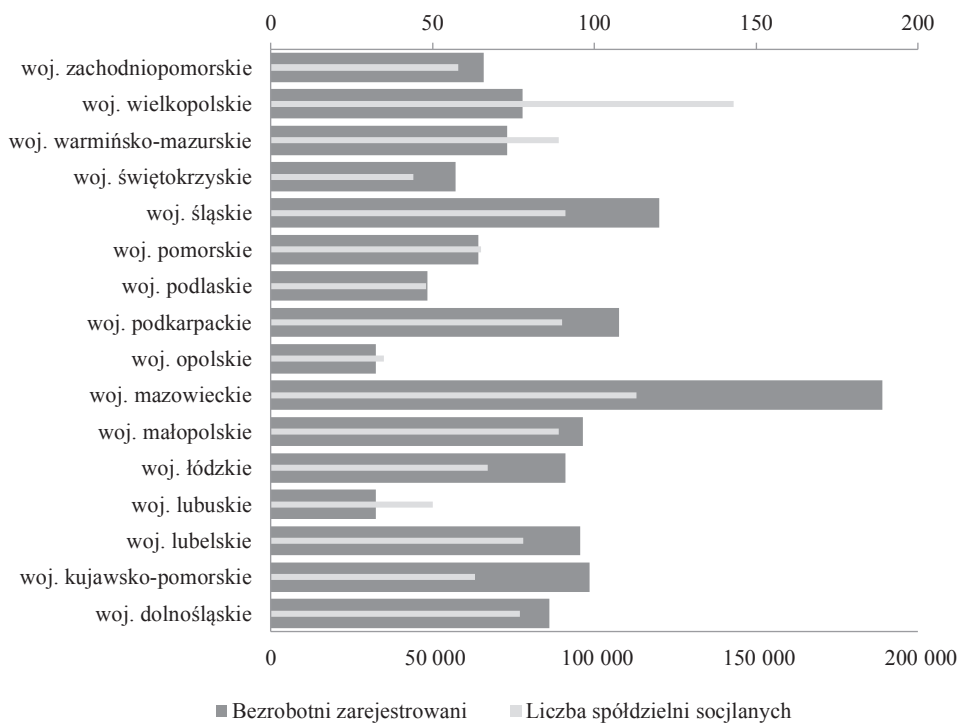 0 50 100 150 200
woj. zachodniopomorskie
woj. wielkopolskie
woj. warmińsko-mazurskie
woj. świętokrzyskie
woj. śląskie
woj. pomorskie
woj. podlaskie
woj. podkarpackie
woj. opolskie
woj. mazowieckie
woj. małopolskie
woj. łódzkie
woj. lubuskie
woj. lubelskie
woj. kujawsko-pomorskie
woj. dolnośląskie
0 50 000 100 000 150 000 200 000
Bezrobotni zarejestrowani Liczba spółdzielni socjlanych